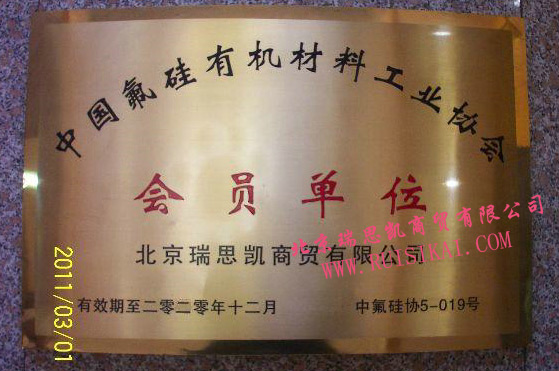 中国氟硅有机材料工业协会
会员单位
北京瑞思凯商贸有限公司
有效期至二零二零年十二月
中氟硅协5-019号
北京瑞思凯商贸有限公司
WWW.RUISIKAI.COM
2011/03/01